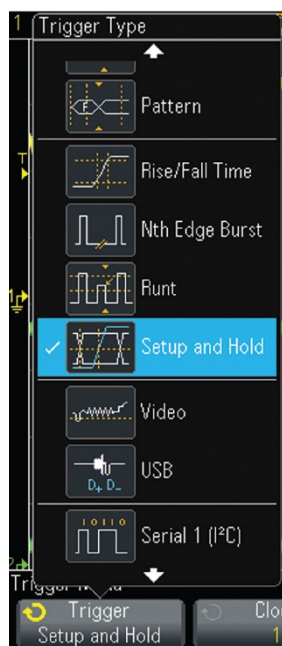 1 Trigger Type
Pattern
Rise/Fall Time
T
Nth Edge Burst
Runt
Setup and Hold
Video
D+ D-
USB
10110
Serial 1 (I²C)
Trigger
Setup and Hold
1